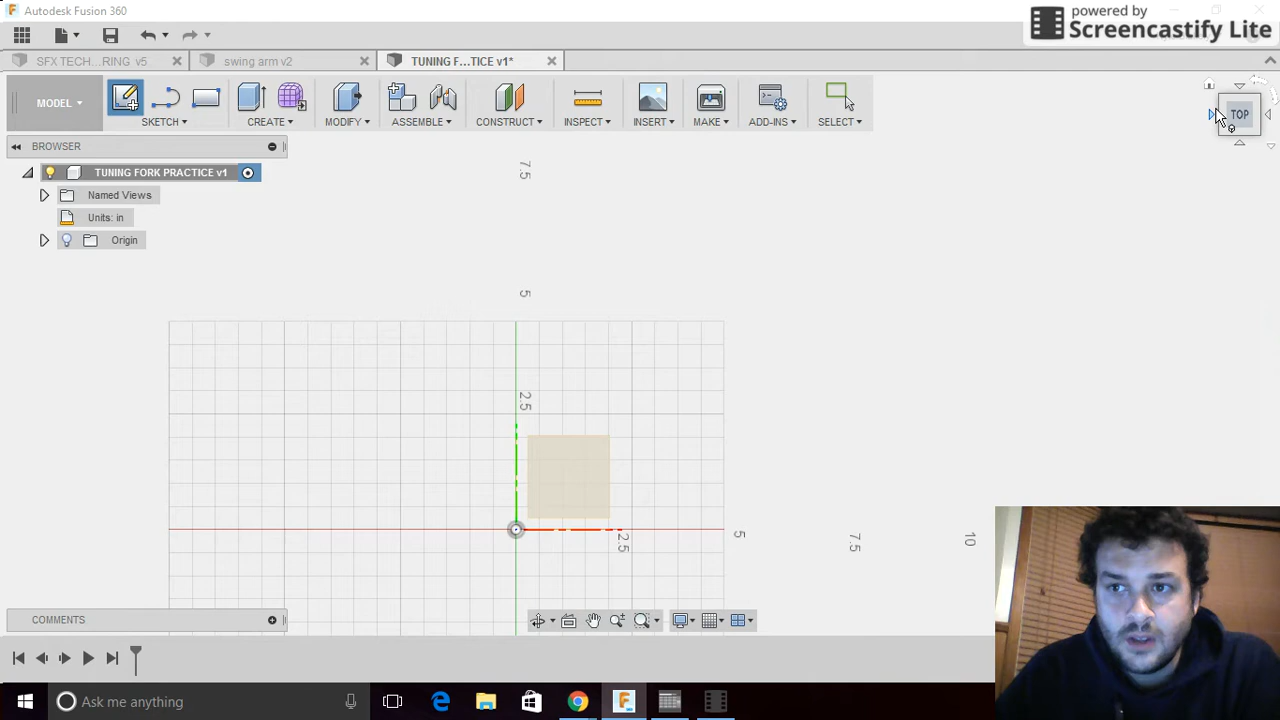 Autodesk Fusion 360
powered by
Screencastify Lite
SFX TECH...RING v5
swing arm v2
TUNING F...TICE v1*
MODEL
SKETCH
CREATE
MODIFY
ASSEMBLE
CONSTRUCT
INSPECT
INSERT
MAKE
ADD-INS
SELECT
TOP
BROWSER
TUNING FORK PRACTICE v1
Named Views
Units: in
Origin
7.5
5
2.5
2.5
5
7.5
10
COMMENTS
Ask me anything